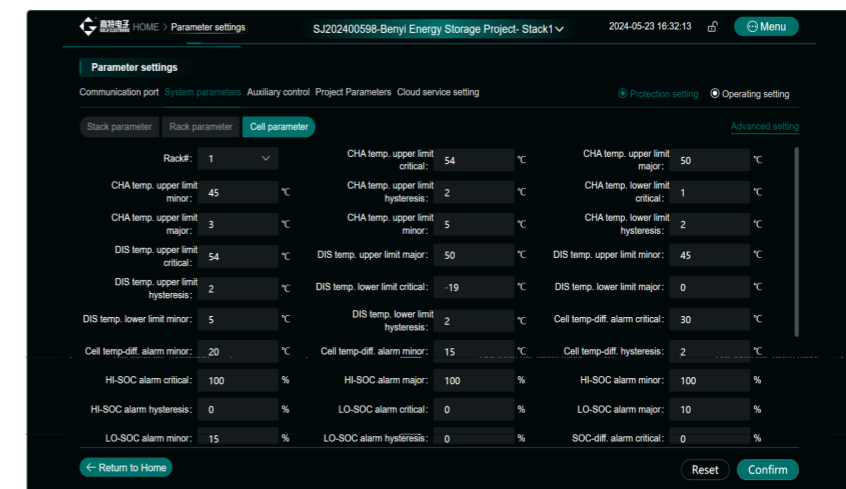 高特电子 HOME > Parameter settings
SJ202400598-Benyi Energy Storage Project- Stack1
2024-05-23 16:32:13
Menu
Parameter settings
Communication port System parameters Auxiliary control Project Parameters Cloud service setting
Protection setting Operating setting
Stack parameter Rack parameter Cell parameter
Advanced setting
Rack#: 1
CHA temp. upper limit critical: 54 ℃
CHA temp. upper limit major: 50 ℃
CHA temp. upper limit minor: 45 ℃
CHA temp. upper limit hysteresis: 2 ℃
CHA temp. lower limit critical: 1 ℃
CHA temp. upper limit major: 3 ℃
CHA temp. upper limit minor: 5 ℃
CHA temp. lower limit hysteresis: 2 ℃
DIS temp. upper limit critical: 54 ℃
DIS temp. upper limit major: 50 ℃
DIS temp. upper limit minor: 45 ℃
DIS temp. upper limit hysteresis: 2 ℃
DIS temp. lower limit critical: -19 ℃
DIS temp. lower limit major: 0 ℃
DIS temp. lower limit minor: 5 ℃
DIS temp. lower limit hysteresis: 2 ℃
Cell temp-diff. alarm critical: 30 ℃
Cell temp-diff. alarm minor: 20 ℃
Cell temp-diff. alarm minor: 15 ℃
Cell temp-diff. hysteresis: 2 ℃
HI-SOC alarm critical: 100 %
HI-SOC alarm major: 100 %
HI-SOC alarm minor: 100 %
HI-SOC alarm hysteresis: 0 %
LO-SOC alarm critical: 0 %
LO-SOC alarm major: 10 %
LO-SOC alarm minor: 15 %
LO-SOC alarm hysteresis: 0 %
SOC-diff. alarm critical: 0 %
Return to Home
Reset
Confirm